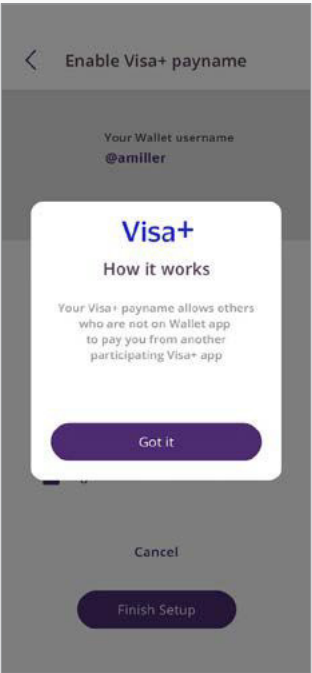 Enable Visa+ payname
Your Wallet username
@amiller
Visa+
How it works
Your Visa+ payname allows others
who are not on Wallet app
to pay you from another
participating Visa+ app
Got it
Cancel
Finish Setup